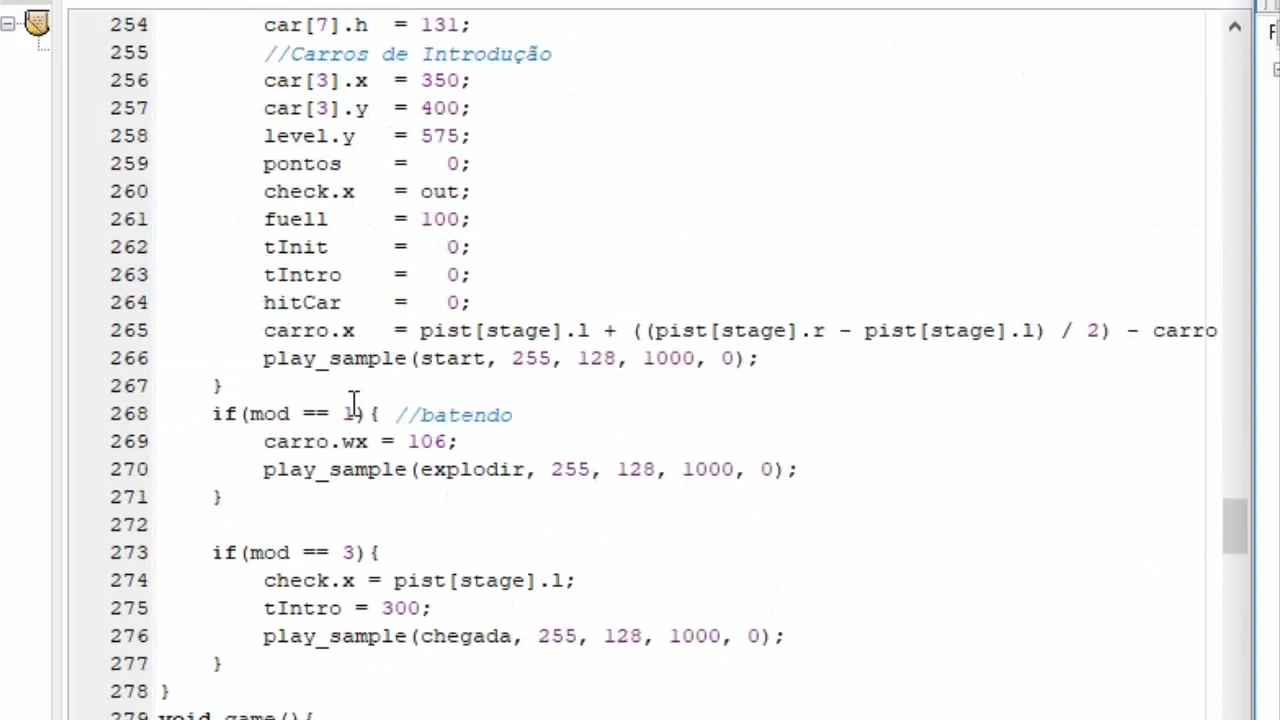 254 car[7].h = 131;
255 //Carros de Introdução
256 car[3].x = 350;
257 car[3].y = 400;
258 level.y = 575;
259 pontos = 0;
260 check.x = out;
261 fuell = 100;
262 tInit = 0;
263 tIntro = 0;
264 hitCar = 0;
265 carro.x = pist[stage].l + ((pist[stage].r - pist[stage].l) / 2) - carro
266 play_sample(start, 255, 128, 1000, 0);
267 }
268 if(mod == 1){ //batendo
269 carro.wx = 106;
270 play_sample(explodir, 255, 128, 1000, 0);
271 }
272
273 if(mod == 3){
274 check.x = pist[stage].l;
275 tIntro = 300;
276 play_sample(chegada, 255, 128, 1000, 0);
277 }
278 }
279 void game(){